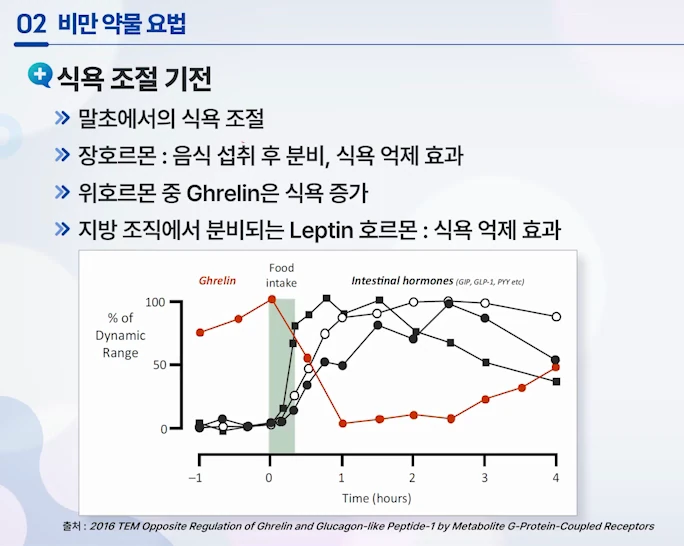 02 비만 약물 요법
식욕 조절 기전
말초에서의 식욕 조절
장호르몬 : 음식 섭취 후 분비, 식욕 억제 효과
위호르몬 중 Ghrelin은 식욕 증가
지방 조직에서 분비되는 Leptin 호르몬 : 식욕 억제 효과
Ghrelin
Food
intake
Intestinal hormones (GIP, GLP-1, PYY etc)
% of
Dynamic
Range
100
50
0
–1 0 1 2 3 4
Time (hours)
출처 : 2016 TEM Opposite Regulation of Ghrelin and Glucagon-like Peptide-1 by Metabolite G-Protein-Coupled Receptors